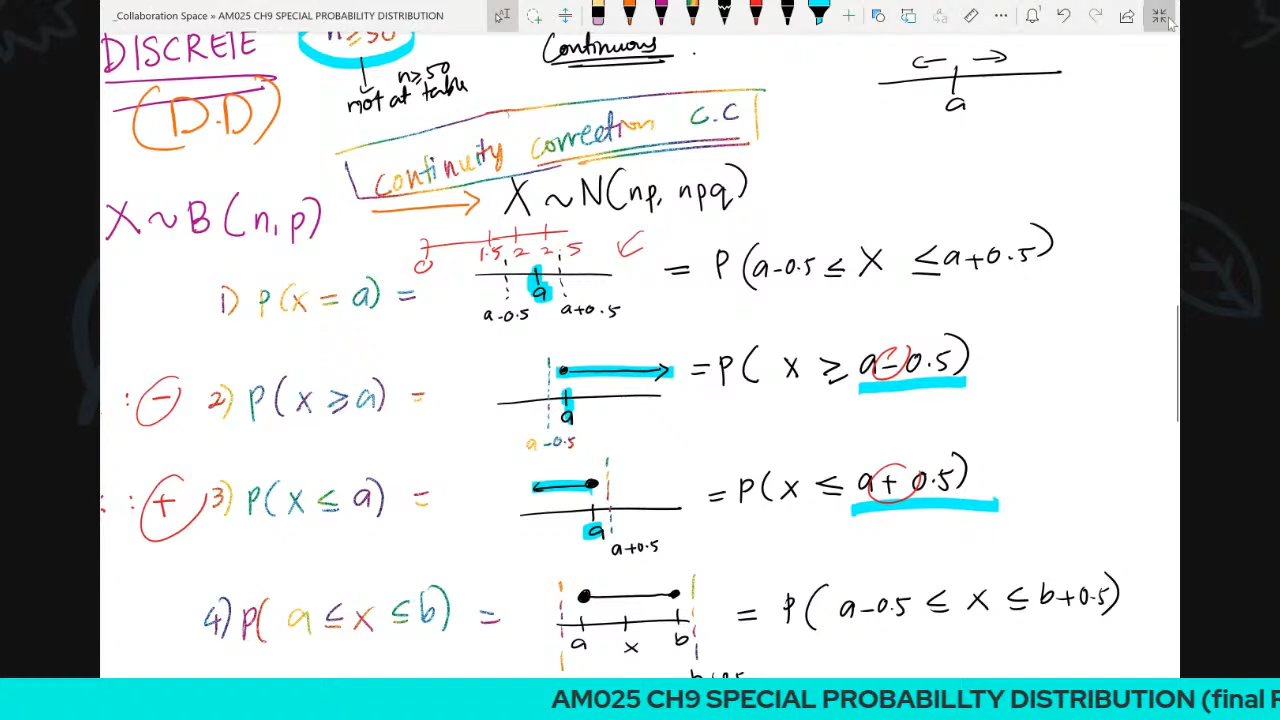 _Collaboration Space » AM025 CH9 SPECIAL PROBABILITY DISTRIBUTION
DISCRETE
(D.D)
n≥50
n≥50
not at table
Continuous
a
continuity correction C.C
X ~ B(n,p)
X ~ N(np, npq)
0 1.5 2 2.5
1) P(x = a) =
a-0.5 a a+0.5
= P(a-0.5 ≤ X ≤ a+0.5)
: - 2) P(x ≥ a) =
a
a-0.5
= P( x ≥ a-0.5)
: + 3) P(x ≤ a) =
a
a+0.5
= P(x ≤ a+0.5)
4) P( a ≤ x ≤ b) =
a x b
= P( a-0.5 ≤ x ≤ b+0.5)
AM025 CH9 SPECIAL PROBABILLTY DISTRIBUTION (final